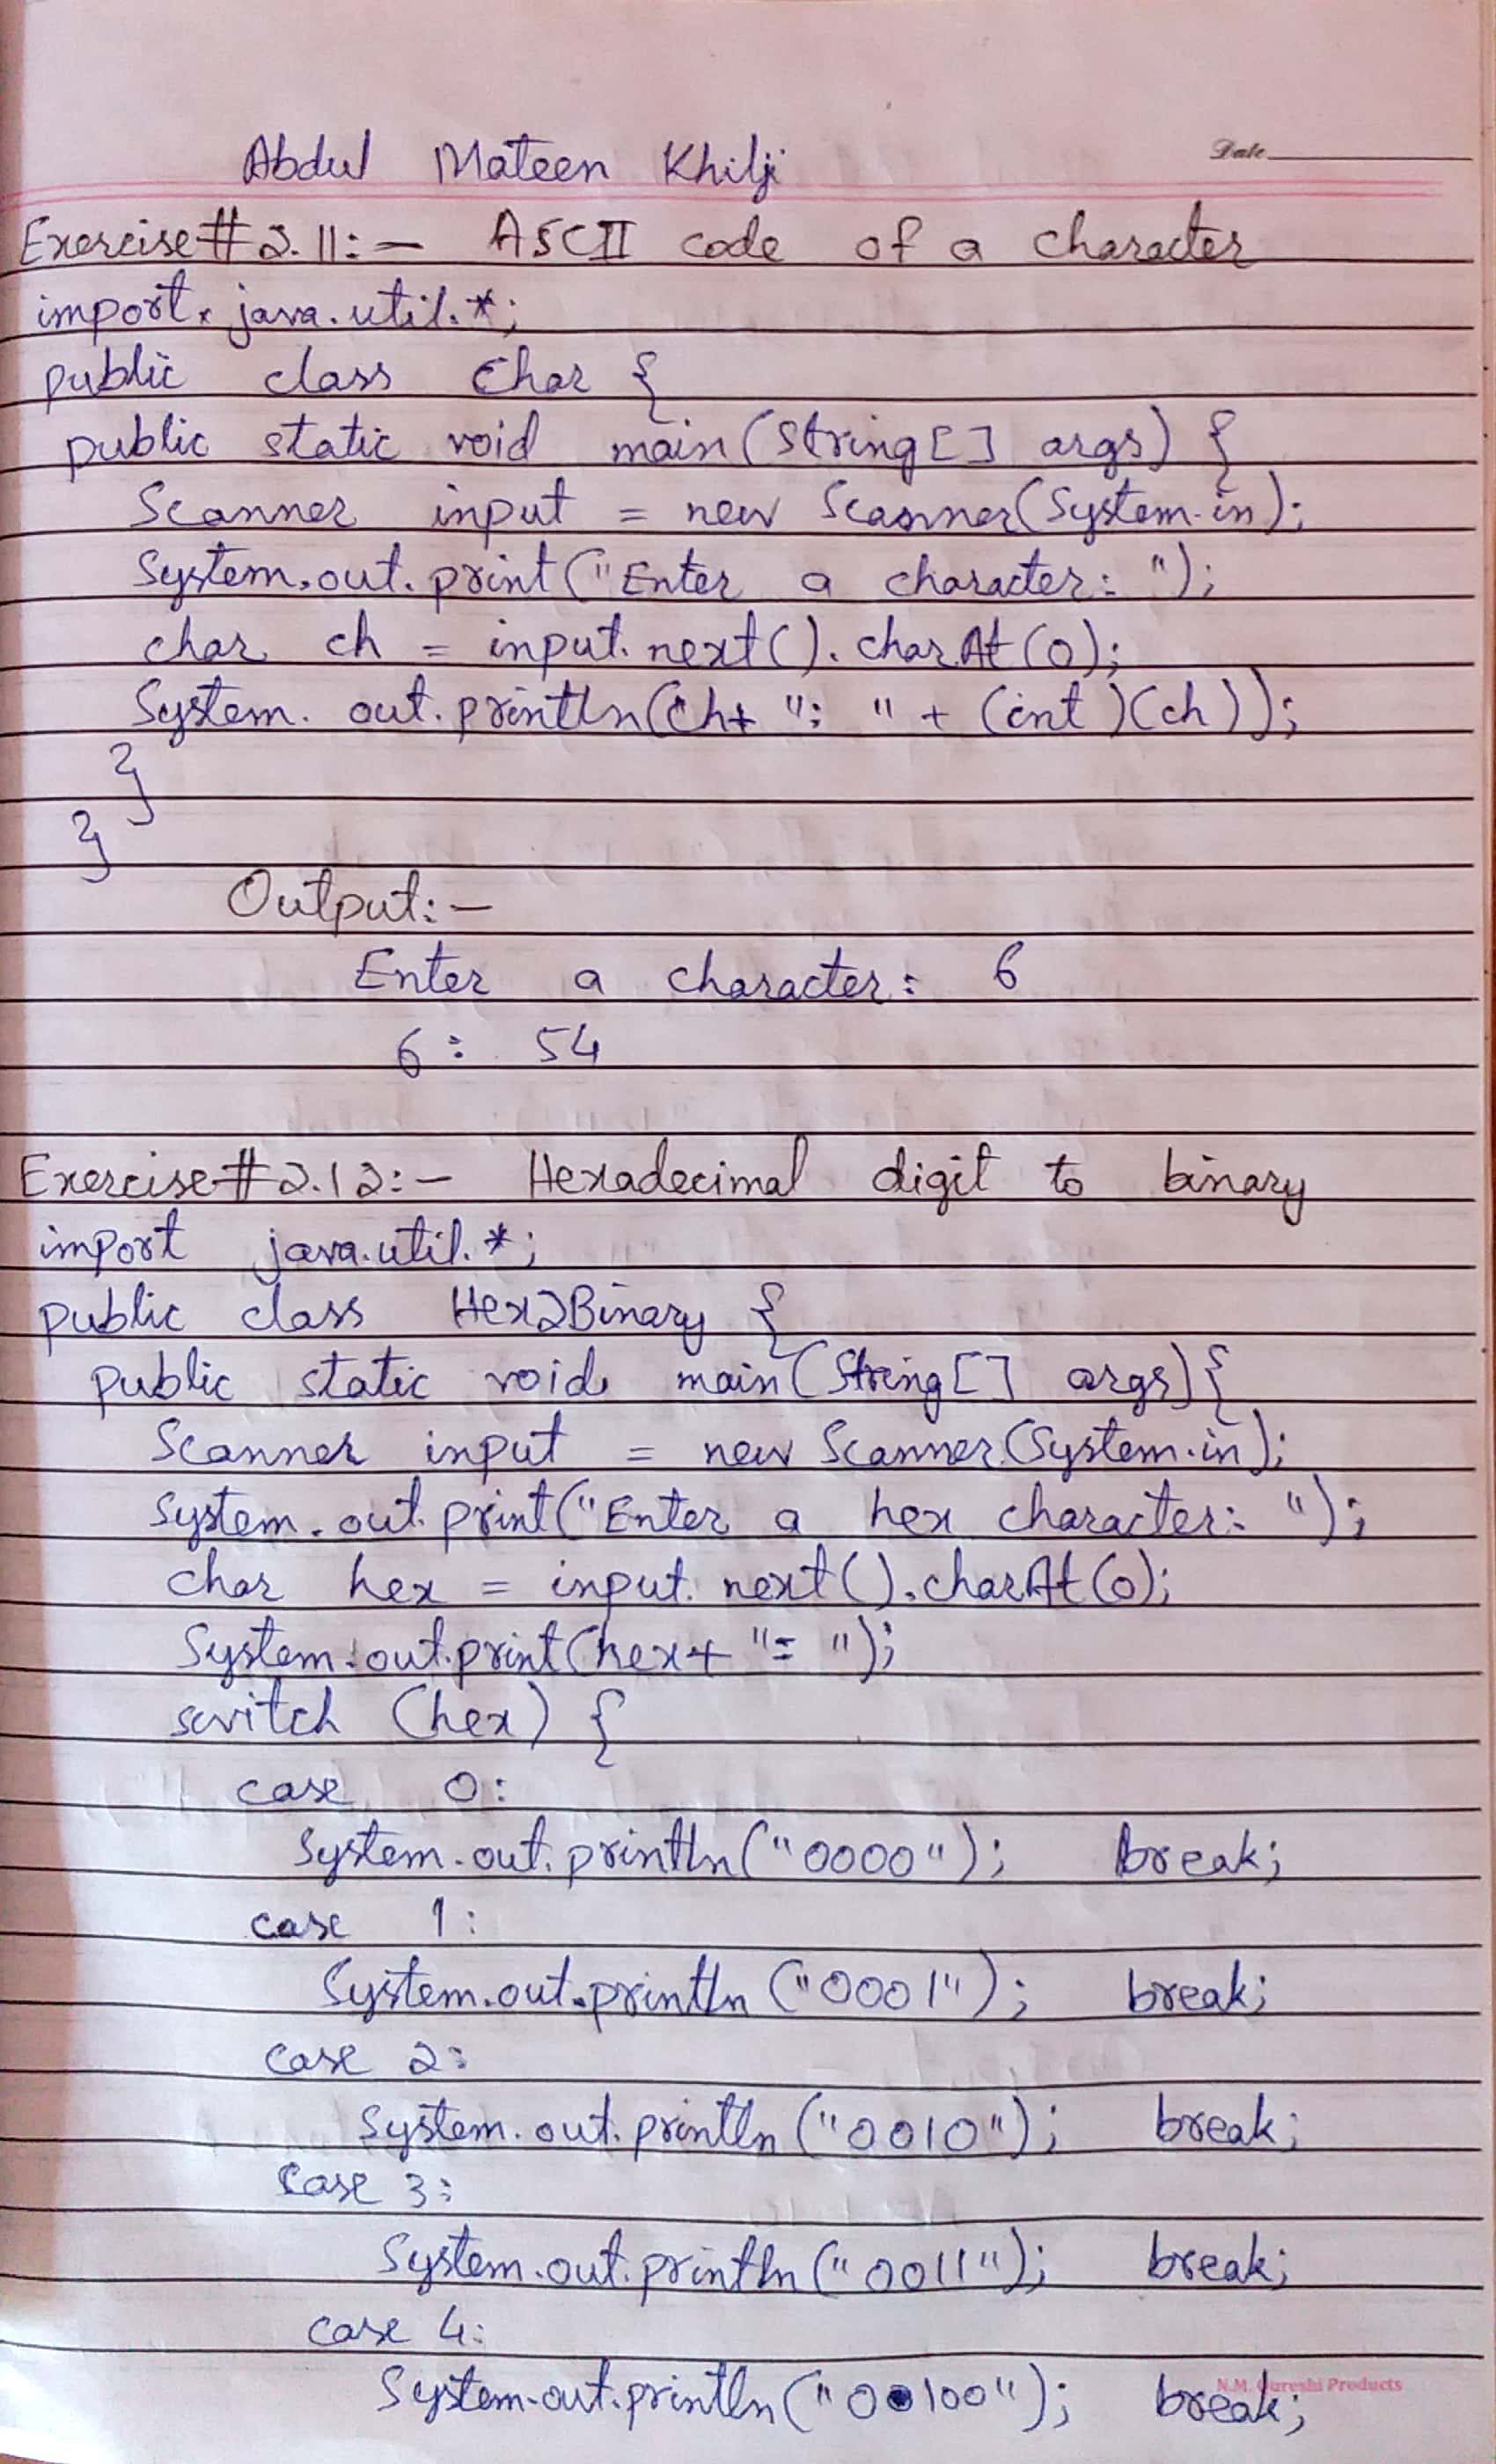 Abdul Mateen Khilji
Date
Exercise# 2.11:- ASCII code of a character
import java.util.*;
public class Char {
public static void main(String[] args) {
Scanner input = new Scanner(System.in);
System.out.print("Enter a character: ");
char ch = input.next().charAt(0);
System.out.println(ch+ ": " + (int)(ch));
}
}
Output:-
Enter a character: 6
6: 54
Exercise# 2.12:- Hexadecimal digit to binary
import java.util.*;
public class Hex2Binary {
public static void main(String[] args){
Scanner input = new Scanner(System.in);
System.out.print("Enter a hex character: ");
char hex = input.next().charAt(0);
System.out.print(hex+ "= ");
switch (hex) {
case 0:
System.out.println("0000"); break;
case 1:
System.out.println("0001"); break;
case 2:
System.out.println("0010"); break;
case 3:
System.out.println("0011"); break;
case 4:
System.out.println("00100"); break;
N.M. Qureshi Products